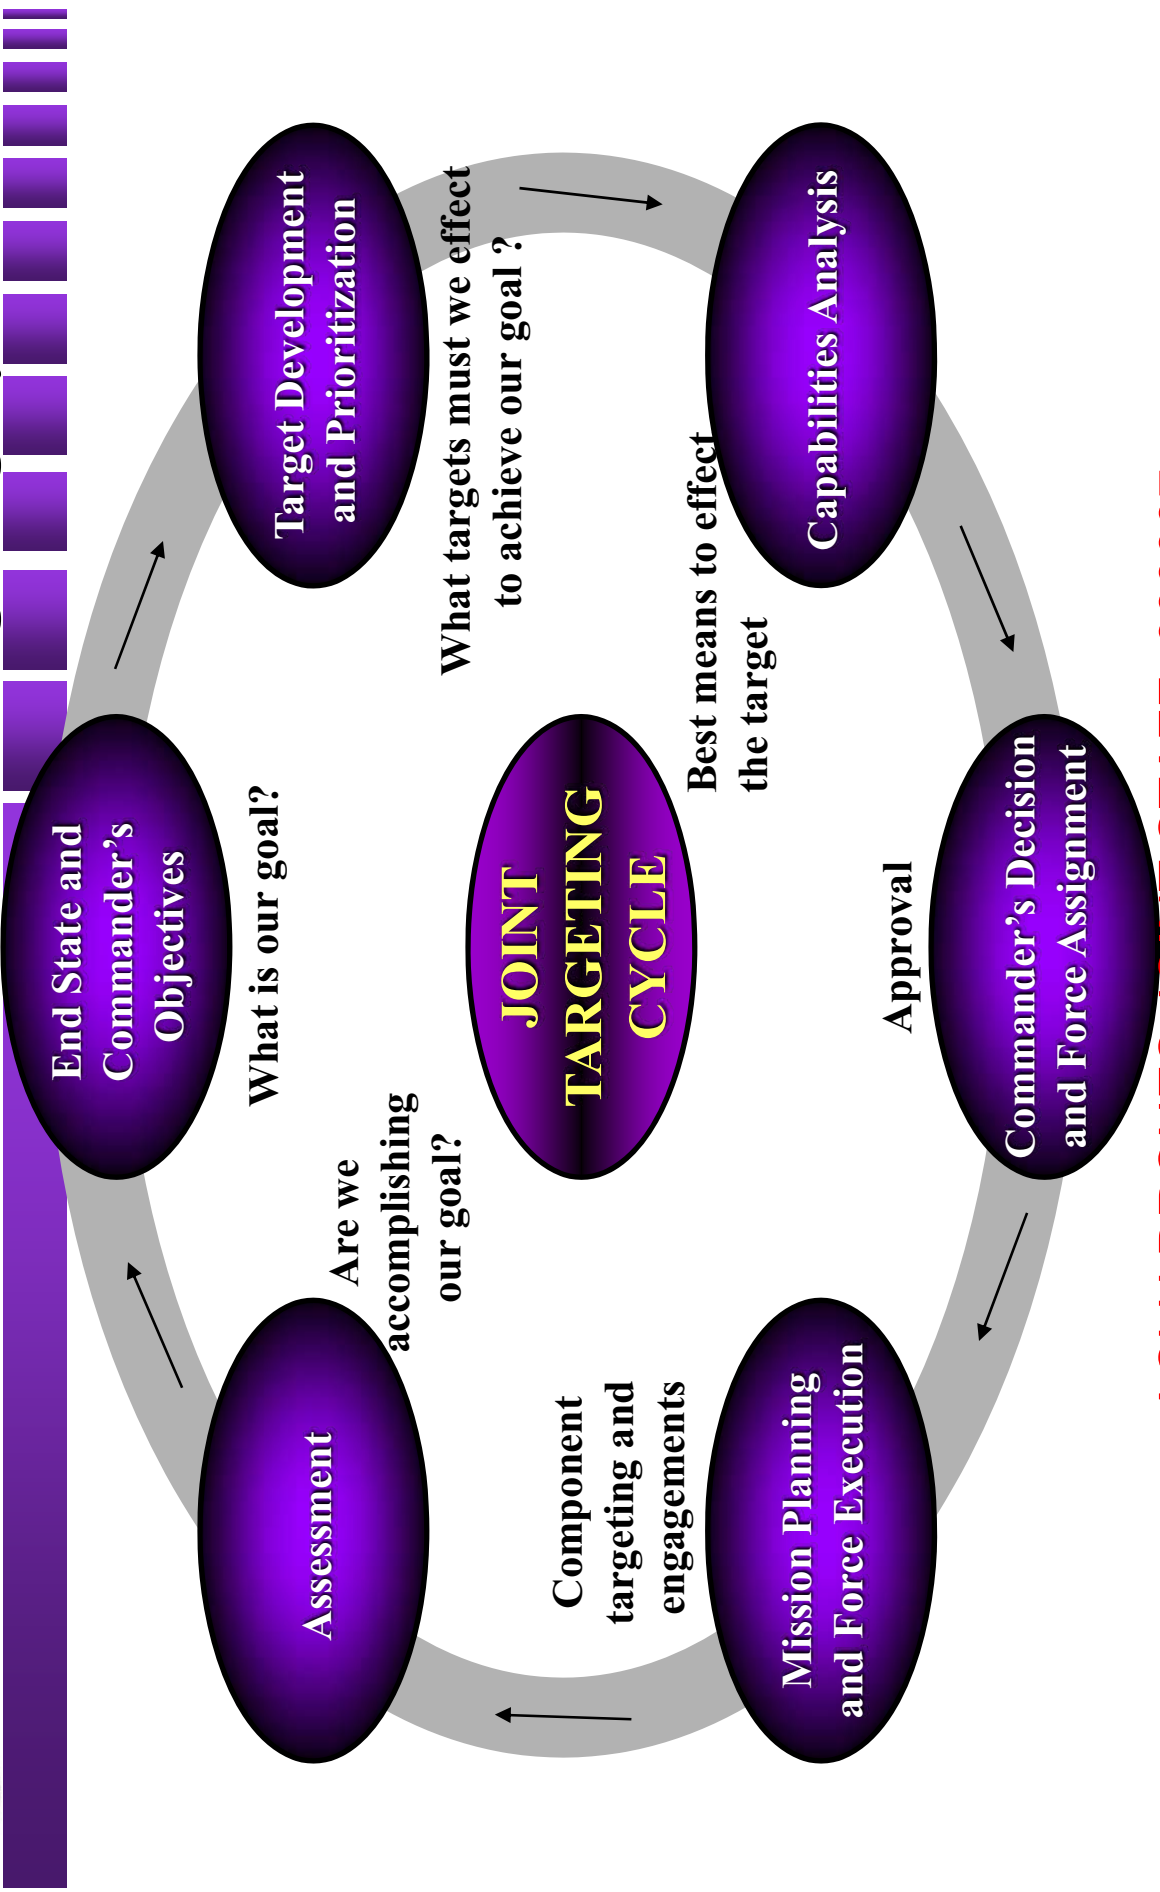 End State and
Commander's
Objectives
What is our goal?
Target Development
and Prioritization
What targets must we effect
to achieve our goal ?
Capabilities Analysis
Best means to effect
the target
Commander's Decision
and Force Assignment
Approval
Mission Planning
and Force Execution
Component
targeting and
engagements
Assessment
Are we
accomplishing
our goal?
JOINT
TARGETING
CYCLE